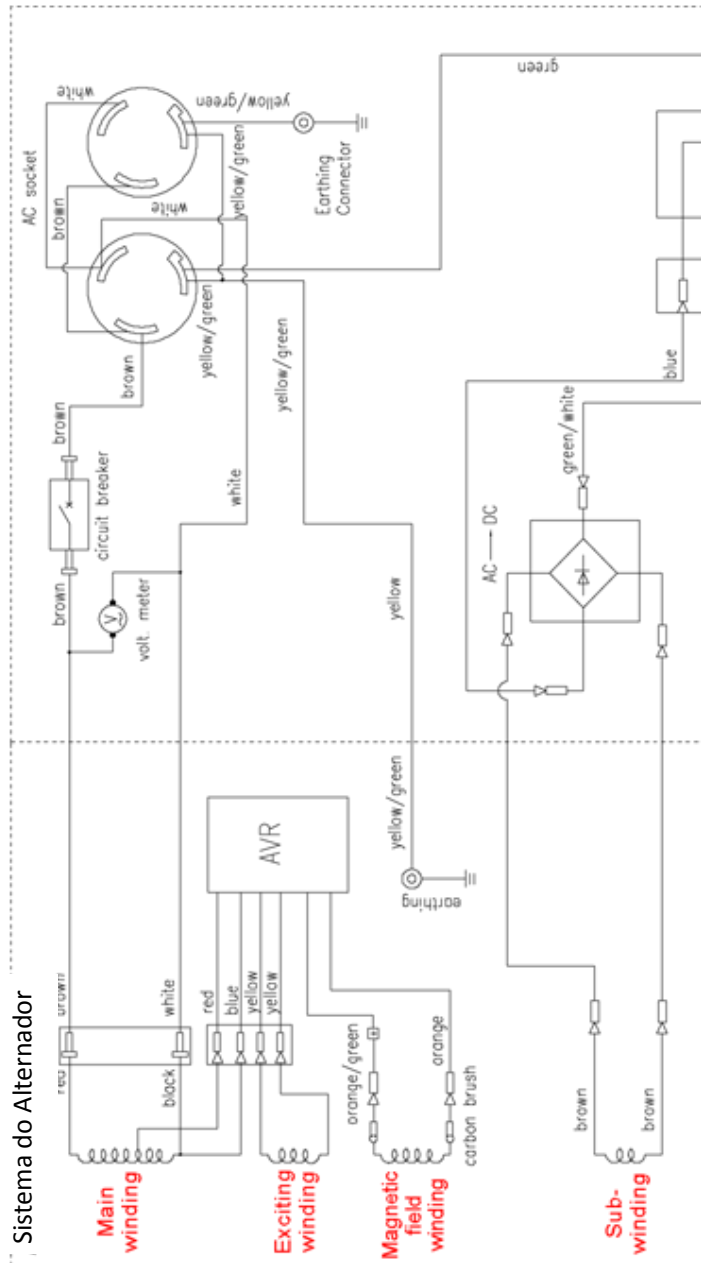 Sistema do Alternador
Main
winding
Exciting
winding
Magnetic
field
winding
Sub-
winding
red
brown
black
white
red
blue
yellow
yellow
orange/green
orange
carbon brush
brown
brown
AVR
earthing
yellow/green
yellow
brown
volt. meter
V
circuit breaker
brown
brown
white
AC socket
white
brown
white
yellow/green
yellow/green
yellow/green
yellow/green
Earthing
Connector
green
AC → DC
green/white
blue